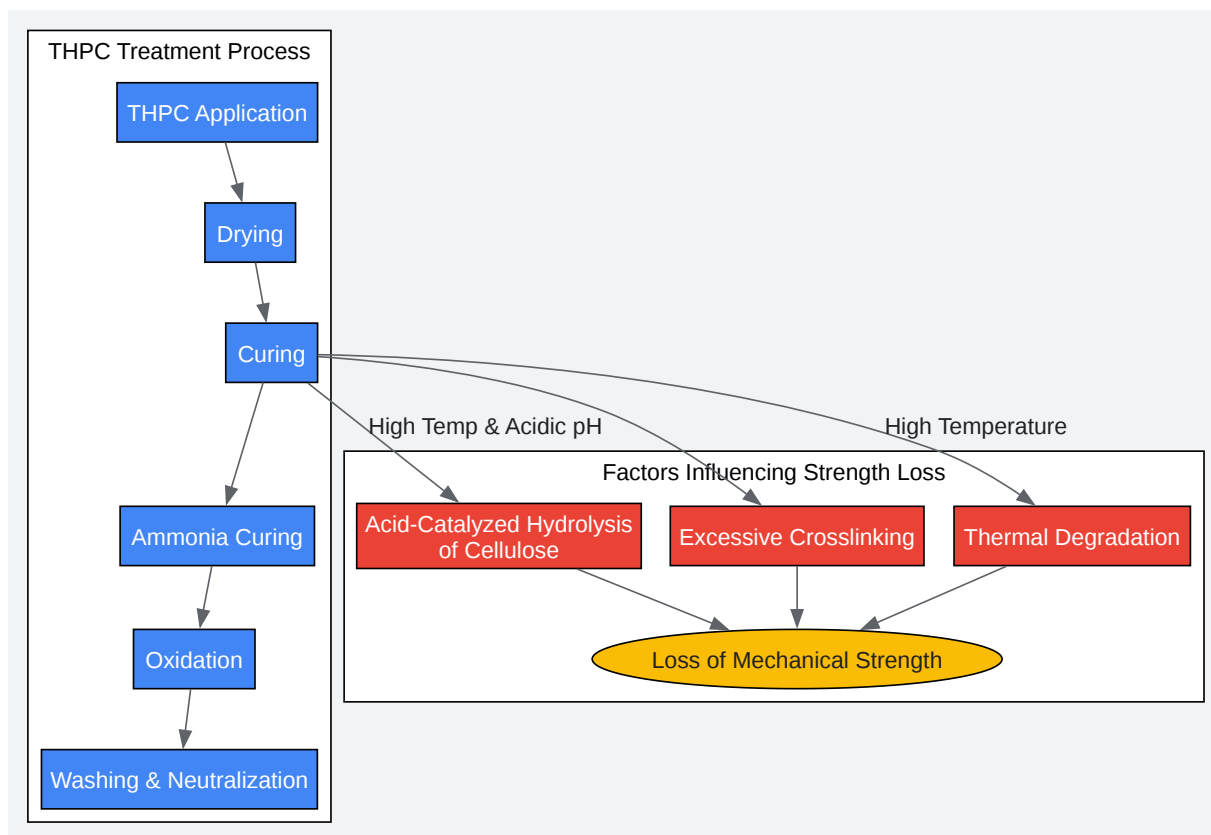 THPC Treatment Process
THPC Application
Drying
Curing
High Temp & Acidic pH
High Temperature
Factors Influencing Strength Loss
Acid-Catalyzed Hydrolysis
of Cellulose
Excessive Crosslinking
Thermal Degradation
Ammonia Curing
Oxidation
Loss of Mechanical Strength
Washing & Neutralization